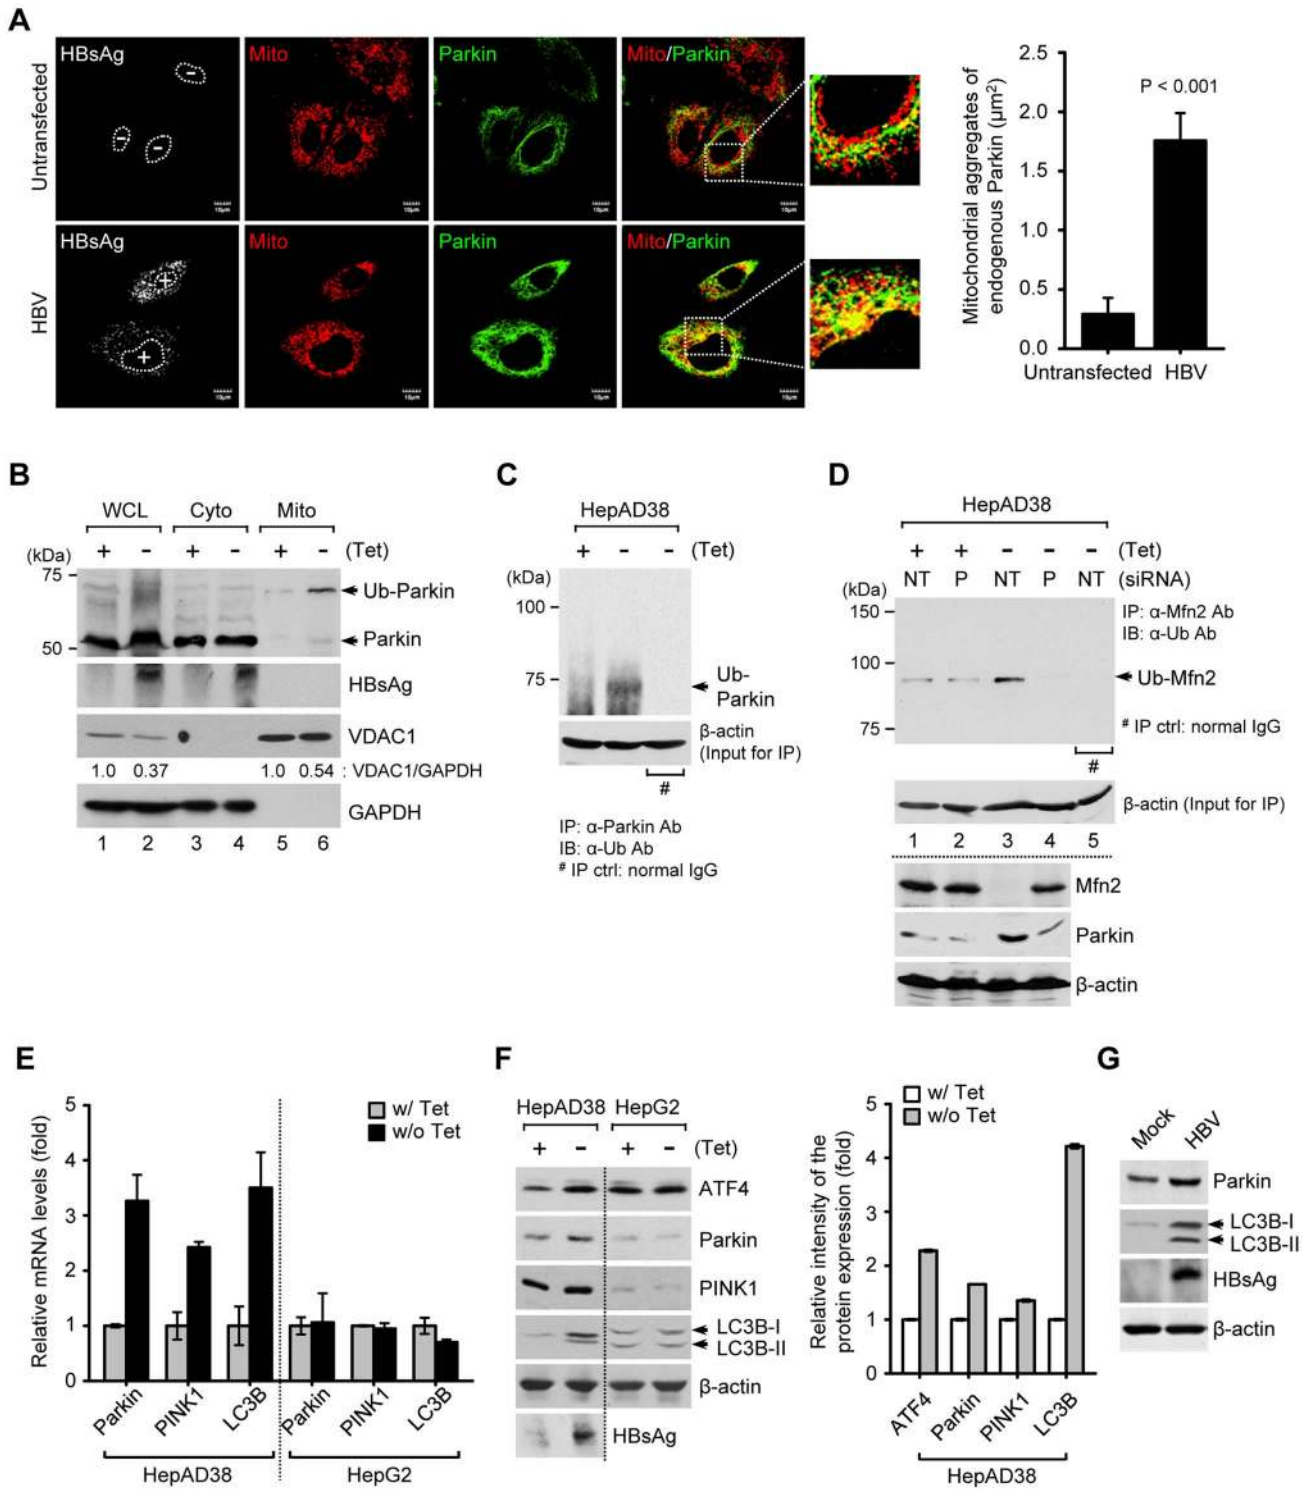 A
Untransfected
HBsAg
Mito
Parkin
Mito/Parkin
-
-
-
10μm
10μm
10μm
10μm
HBV
HBsAg
Mito
Parkin
Mito/Parkin
+
+
10μm
10μm
10μm
10μm
Mitochondrial aggregates of
endogenous Parkin (μm²)
2.5
2.0
1.5
1.0
0.5
0.0
P < 0.001
Untransfected HBV
B
WCL Cyto Mito
(kDa) + - + - + - (Tet)
75
Ub-Parkin
Parkin
50
HBsAg
VDAC1
1.0 0.37 1.0 0.54 : VDAC1/GAPDH
GAPDH
1 2 3 4 5 6
C
HepAD38
+ - - (Tet)
(kDa)
100
75
Ub-
Parkin
β-actin
(Input for IP)
#
IP: α-Parkin Ab
IB: α-Ub Ab
# IP ctrl: normal IgG
D
HepAD38
+ + - - - (Tet)
(kDa) NT P NT P NT (siRNA)
150
IP: α-Mfn2 Ab
IB: α-Ub Ab
100
Ub-Mfn2
# IP ctrl: normal IgG
75
#
β-actin (Input for IP)
1 2 3 4 5
Mfn2
Parkin
β-actin
E
Relative mRNA levels (fold)
5
4
3
2
1
0
w/ Tet
w/o Tet
Parkin PINK1 LC3B Parkin PINK1 LC3B
HepAD38 HepG2
F
HepAD38 HepG2
+ - + - (Tet)
ATF4
Parkin
PINK1
LC3B-I
LC3B-II
β-actin
HBsAg
Relative intensity of the
protein expression (fold)
w/ Tet
w/o Tet
5
4
3
2
1
0
ATF4 Parkin PINK1 LC3B
HepAD38
G
Mock HBV
Parkin
LC3B-I
LC3B-II
HBsAg
β-actin